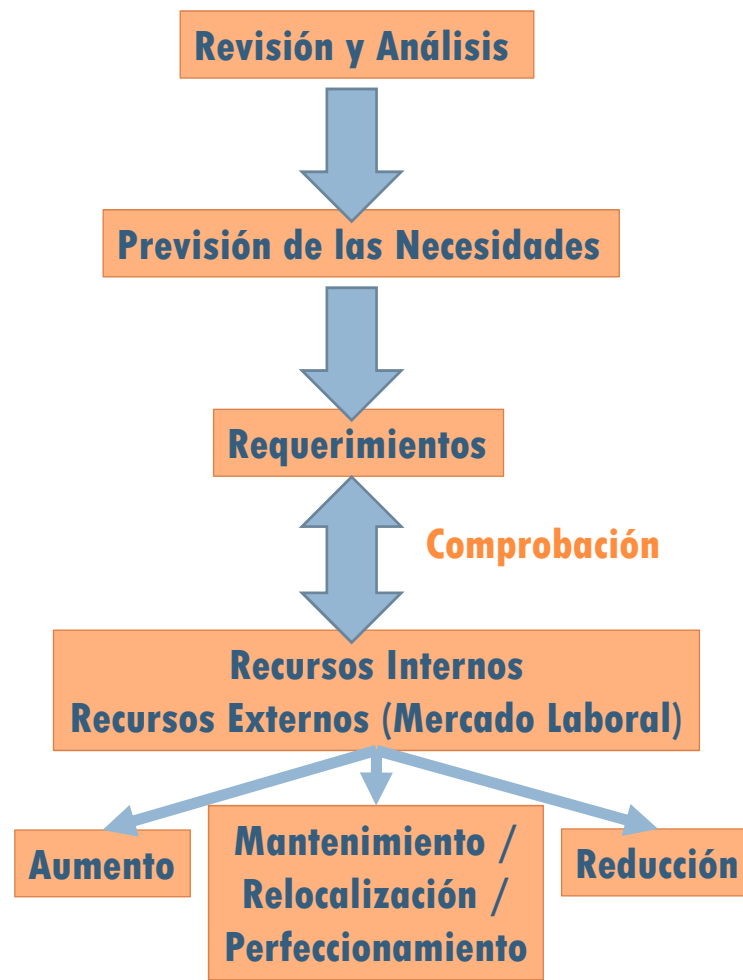 Revisión y Análisis
Previsión de las Necesidades
Requerimientos
Comprobación
Recursos Internos
Recursos Externos (Mercado Laboral)
Aumento
Mantenimiento /
Relocalización /
Perfeccionamiento
Reducción